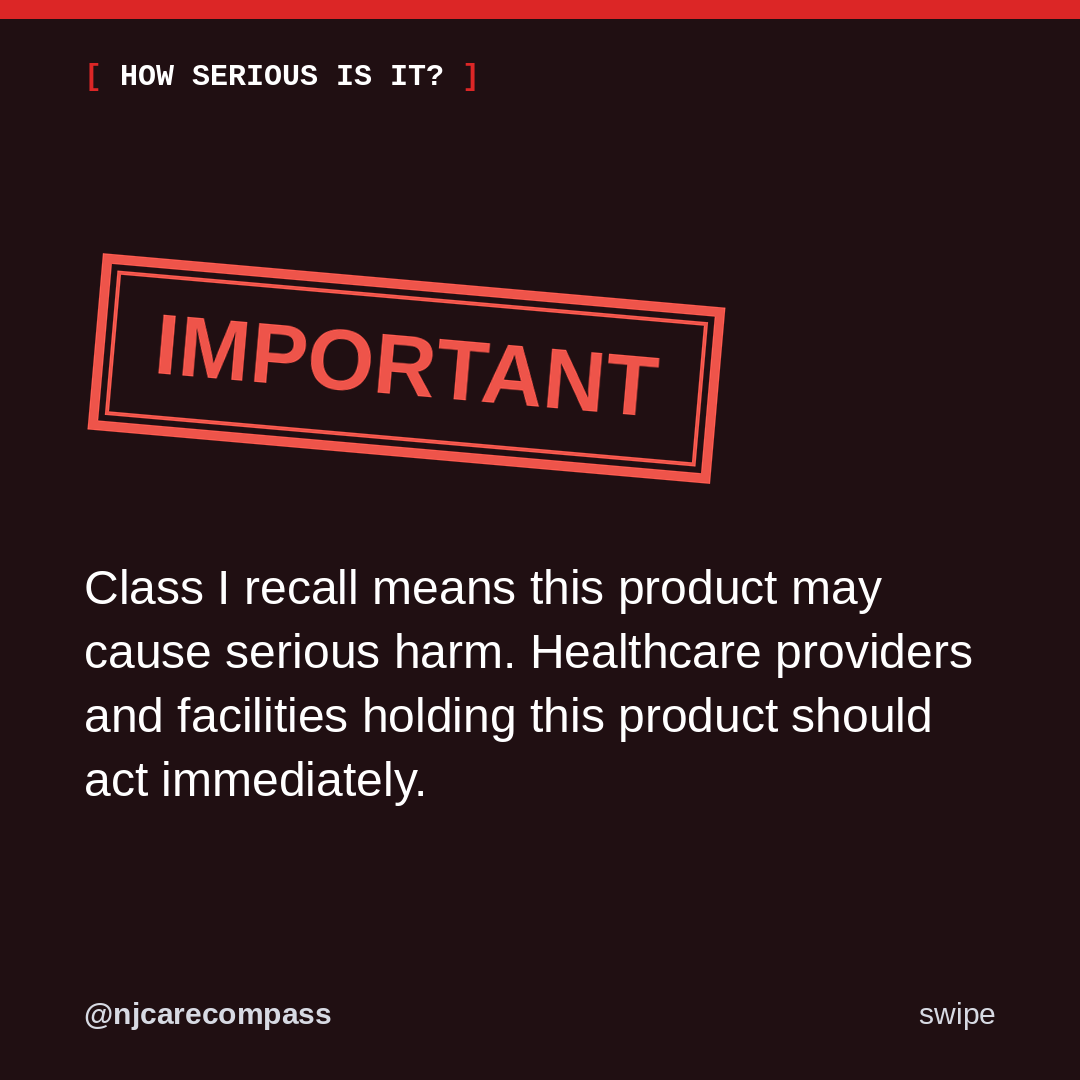 [ HOW SERIOUS IS IT? ]
IMPORTANT
Class I recall means this product may
cause serious harm. Healthcare providers
and facilities holding this product should
act immediately.
@njcarecompass
swipe